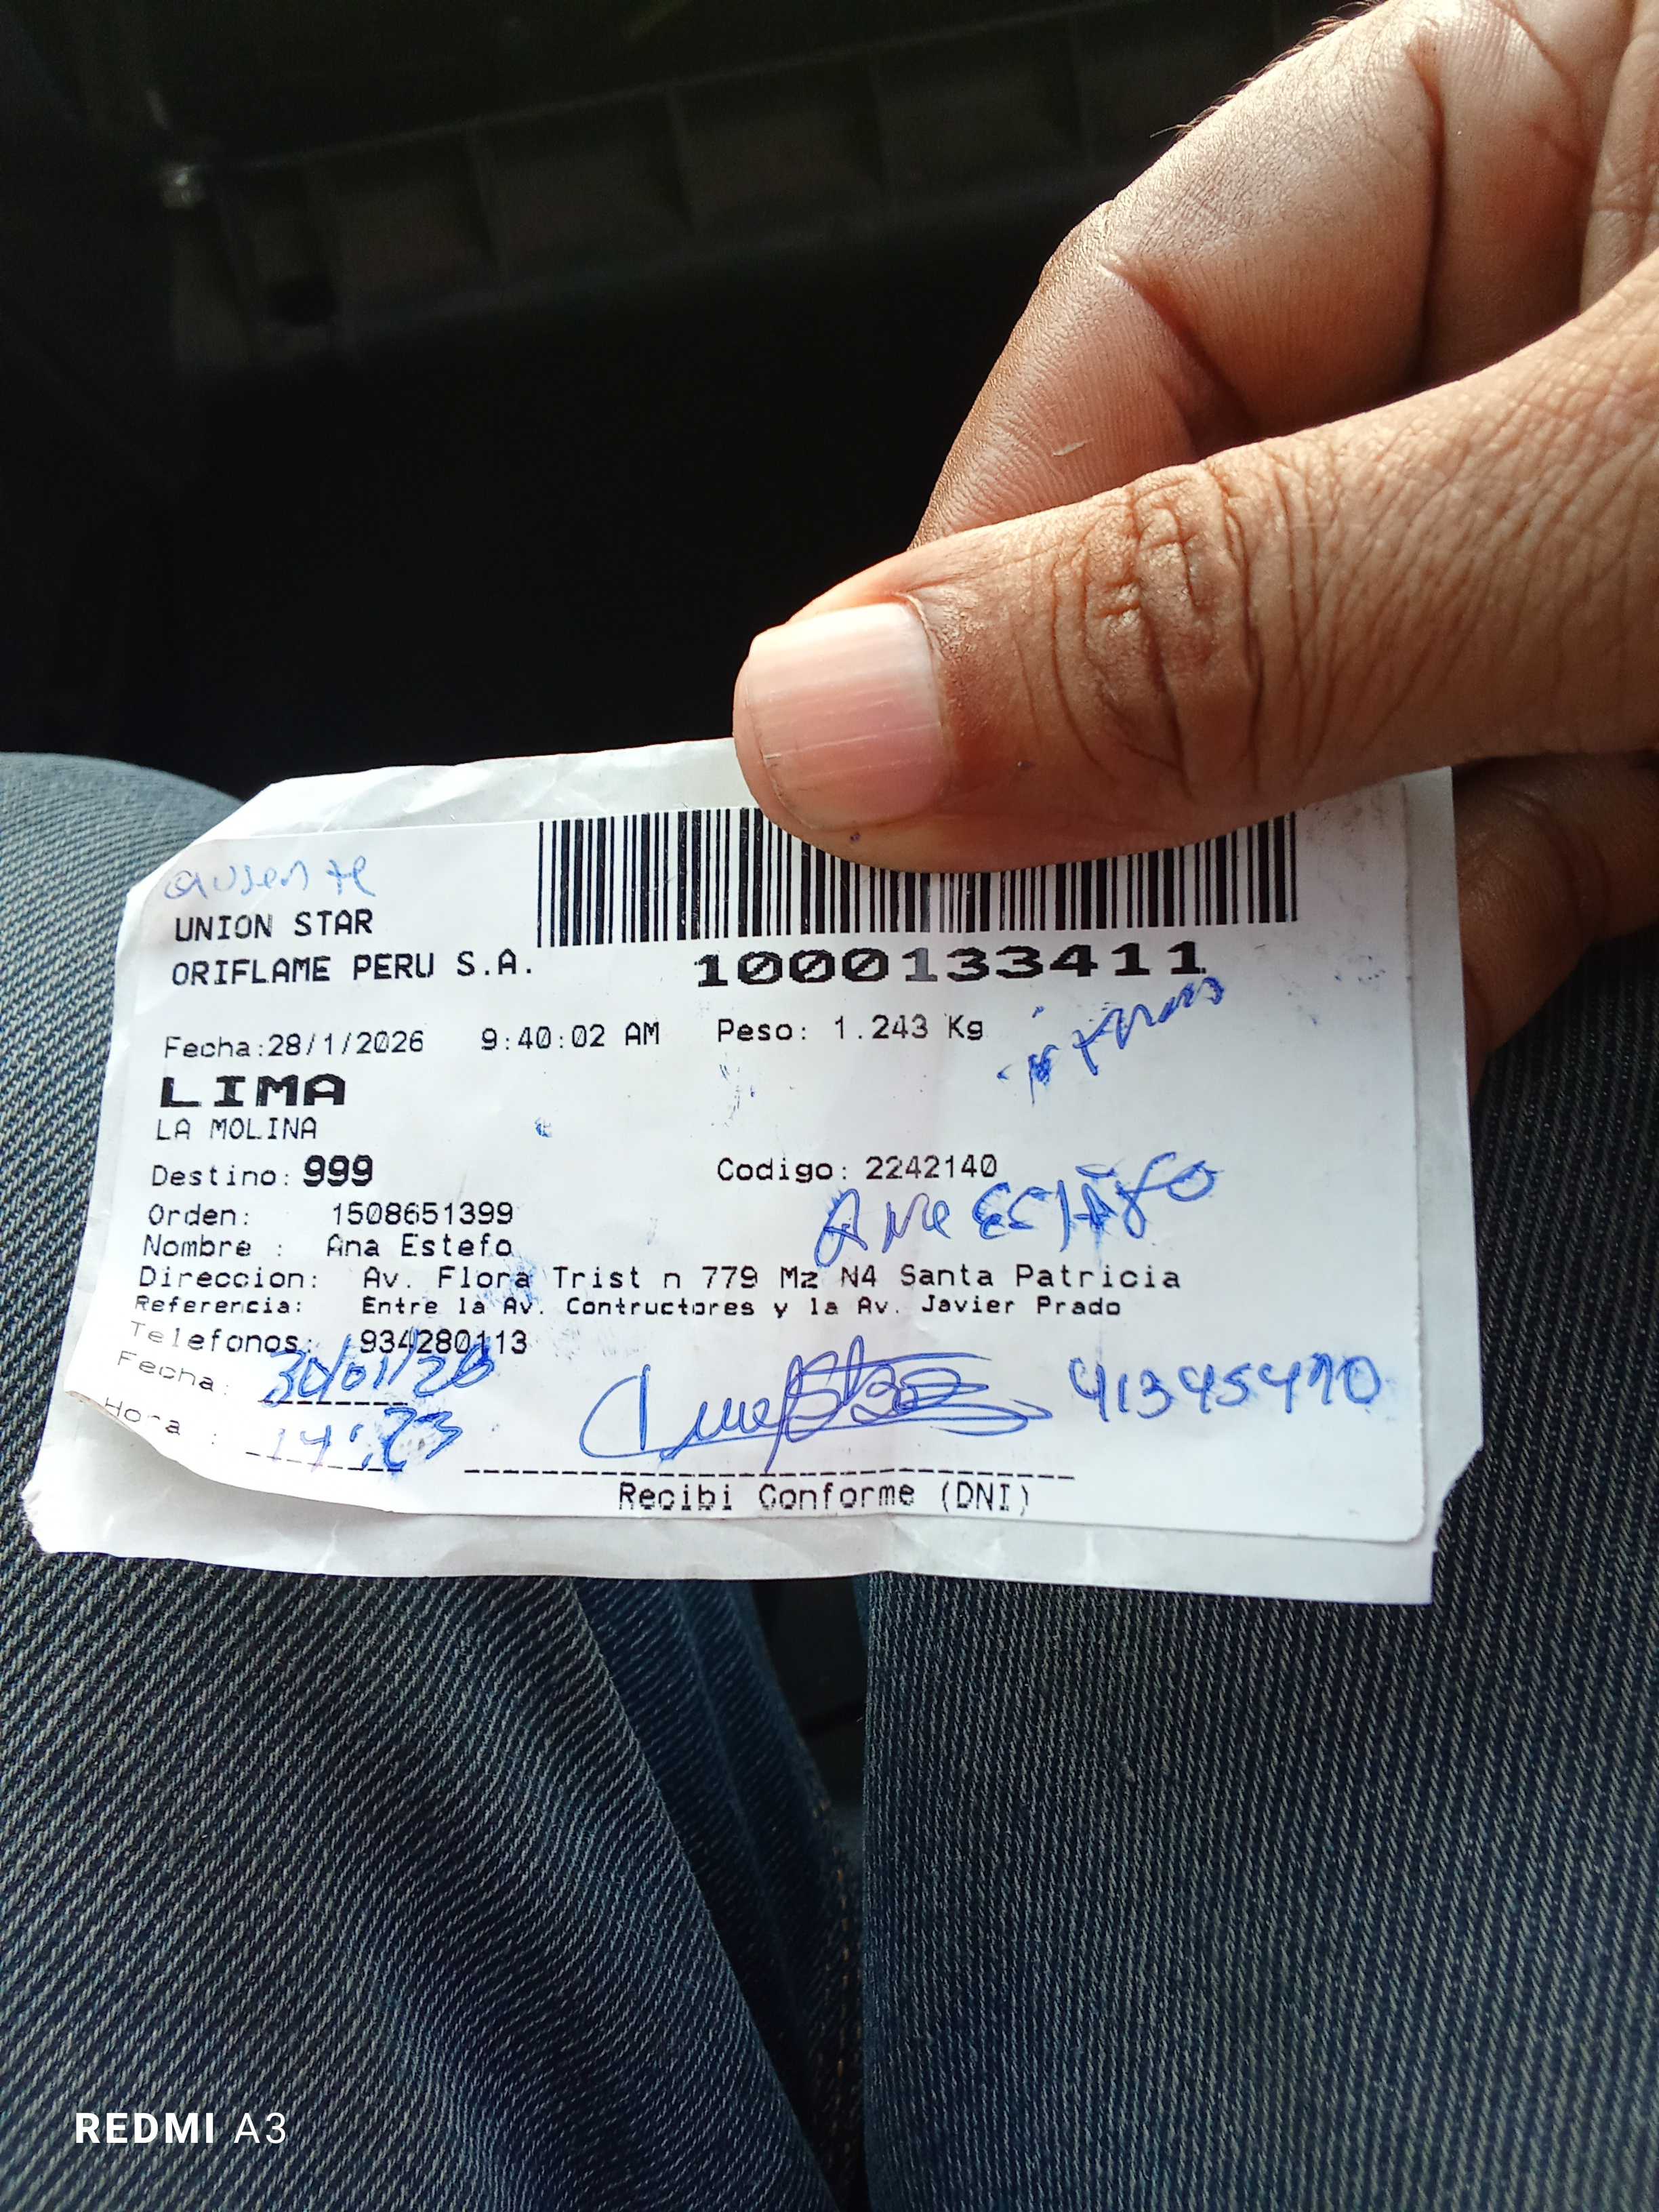 ausente
UNION STAR
ORIFLAME PERU S.A.
1000133411
Fecha:28/1/2026 9:40:02 AM Peso: 1.243 Kg
LIMA
LA MOLINA
Destino: 999 Codigo: 2242140
Orden: 1508651399
Nombre : Ana Estefo
Direccion: Av. Flora Trist n 779 Mz N4 Santa Patricia
Referencia: Entre la Av. Contructores y la Av. Javier Prado
Telefonos: 934280113
Fecha: 30/01/26
Hora : 14:23
41345470
Recibi Conforme (DNI)
REDMI A3